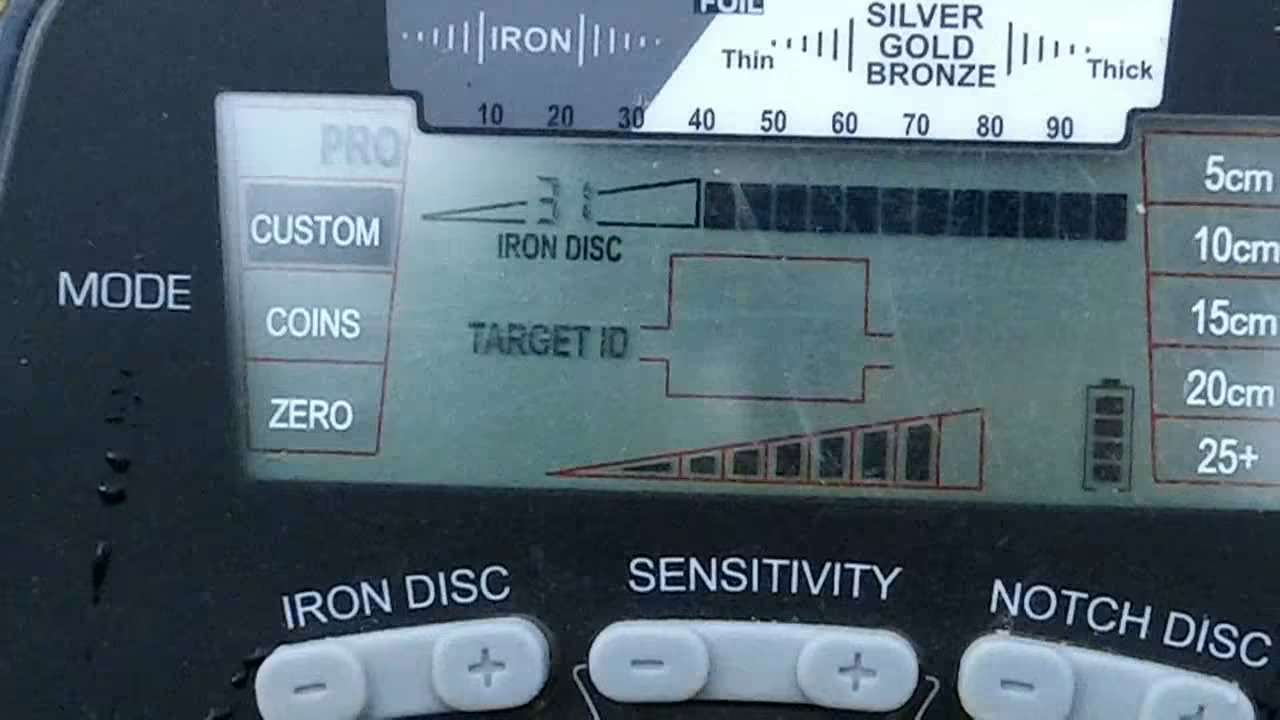 FOIL
IRON
SILVER
GOLD
BRONZE
Thin
Thick
10 20 30 40 50 60 70 80 90
PRO
CUSTOM
COINS
ZERO
MODE
IRON DISC
TARGET ID
5cm
10cm
15cm
20cm
25+
IRON DISC
SENSITIVITY
NOTCH DISC
- +
- +
-